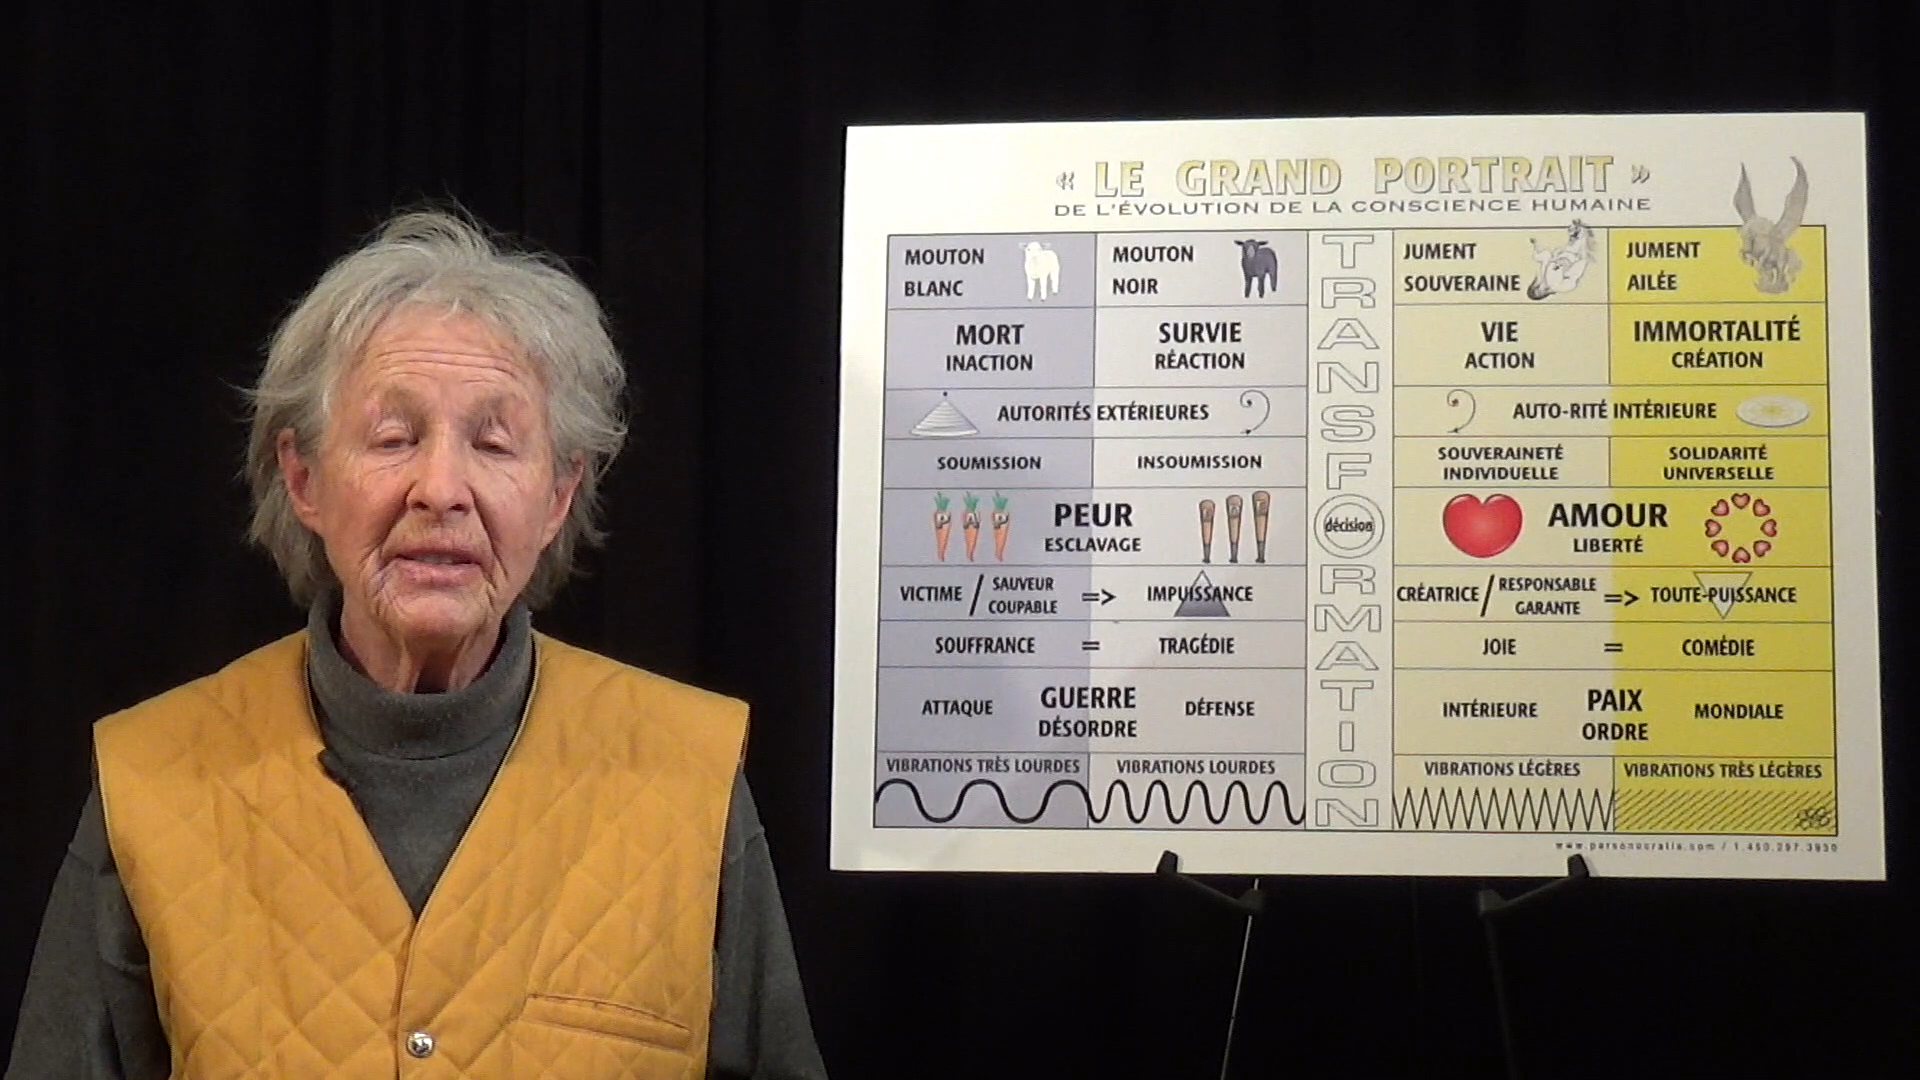 « LE GRAND PORTRAIT »
DE L'ÉVOLUTION DE LA CONSCIENCE HUMAINE
MOUTON BLANC
MOUTON NOIR
JUMENT SOUVERAINE
JUMENT AILÉE
MORT
INACTION
SURVIE
RÉACTION
VIE
ACTION
IMMORTALITÉ
CRÉATION
AUTORITÉS EXTÉRIEURES
AUTO-RITÉ INTÉRIEURE
SOUMISSION
INSOUMISSION
SOUVERAINETÉ
INDIVIDUELLE
SOLIDARITÉ
UNIVERSELLE
P A P
PEUR
ESCLAVAGE
AMOUR
LIBERTÉ
VICTIME / SAUVEUR COUPABLE => IMPUISSANCE
CRÉATRICE / RESPONSABLE GARANTE => TOUTE-PUISSANCE
SOUFFRANCE = TRAGÉDIE
JOIE = COMÉDIE
ATTAQUE
GUERRE
DÉSORDRE
DÉFENSE
INTÉRIEURE
PAIX
ORDRE
MONDIALE
VIBRATIONS TRÈS LOURDES
VIBRATIONS LOURDES
VIBRATIONS LÉGÈRES
VIBRATIONS TRÈS LÉGÈRES
TRANSFORMATION
décision
www.personocratia.com / 1.450.297.3930